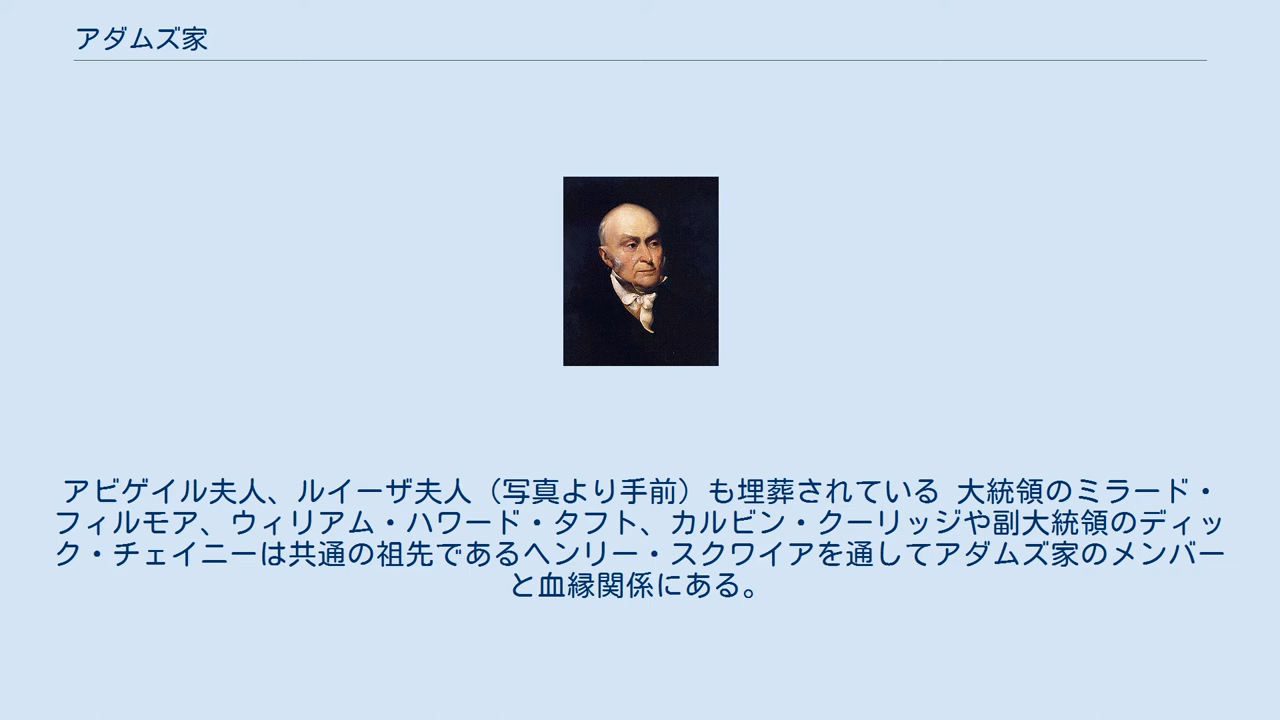 アダムズ家
アビゲイル夫人、ルイーザ夫人（写真より手前）も埋葬されている 大統領のミラード・
フィルモア、ウィリアム・ハワード・タフト、カルビン・クーリッジや副大統領のディッ
ク・チェイニーは共通の祖先であるヘンリー・スクワイアを通してアダムズ家のメンバー
と血縁関係にある。